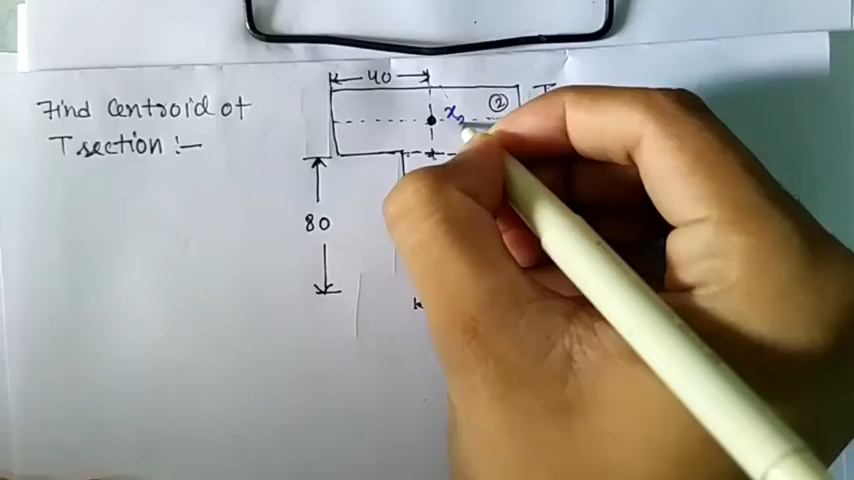 Find Centroid of
T section :-
40
②
x₂
80